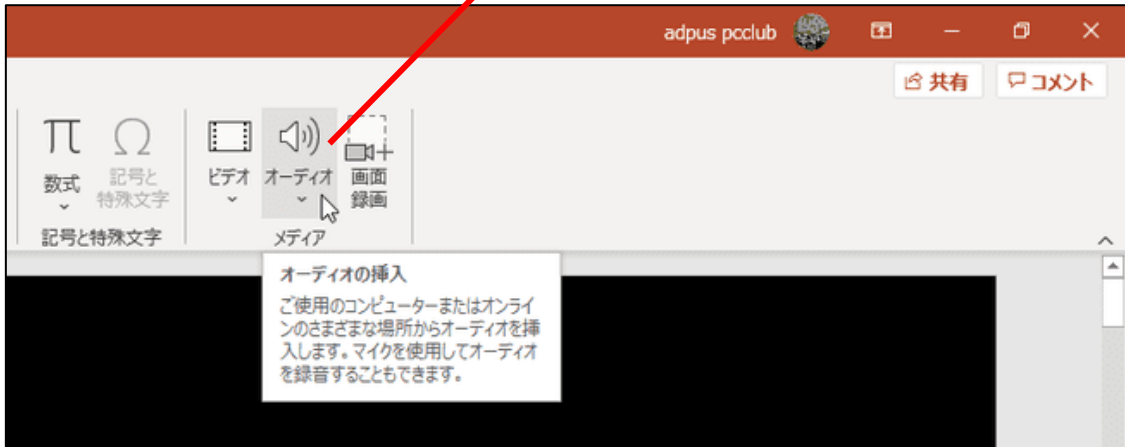 adpus pcclub
共有
コメント
数式
記号と
特殊文字
ビデオ
オーディオ
画面
録画
記号と特殊文字
メディア
オーディオの挿入
ご使用のコンピューターまたはオンライ
ンのさまざまな場所からオーディオを挿
入します。マイクを使用してオーディオ
を録音することもできます。